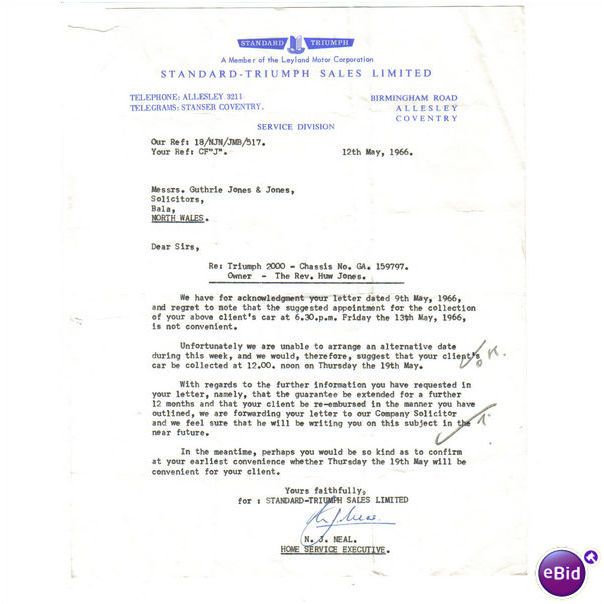 STANDARD TRIUMPH
A Member of the Leyland Motor Corporation
STANDARD-TRIUMPH SALES LIMITED
TELEPHONE: ALLESLEY 3211
TELEGRAMS: STANSER COVENTRY.
BIRMINGHAM ROAD
ALLESLEY
COVENTRY
SERVICE DIVISION
Our Ref: 18/NJN/JMB/517.
Your Ref: CF"J".
12th May, 1966.
Messrs. Guthrie Jones & Jones,
Solicitors,
Bala,
NORTH WALES.
Dear Sirs,
Re: Triumph 2000 - Chassis No. GA. 159797.
Owner - The Rev. Huw Jones.
We have for acknowledgment your letter dated 9th May, 1966,
and regret to note that the suggested appointment for the collection
of your above client's car at 6.30.p.m. Friday the 13th May, 1966,
is not convenient.
Unfortunately we are unable to arrange an alternative date
during this week, and we would, therefore, suggest that your client's
car be collected at 12.00. noon on Thursday the 19th May.
With regards to the further information you have requested in
your letter, namely, that the guarantee be extended for a further
12 months and that your client be re-embursed in the manner you have
outlined, we are forwarding your letter to our Company Solicitor
and we feel sure that he will be writing you on this subject in the
near future.
In the meantime, perhaps you would be so kind as to confirm
at your earliest convenience whether Thursday the 19th May will be
convenient for your client.
Yours faithfully,
for : STANDARD-TRIUMPH SALES LIMITED
N. J. NEAL.
HOME SERVICE EXECUTIVE.
eBid